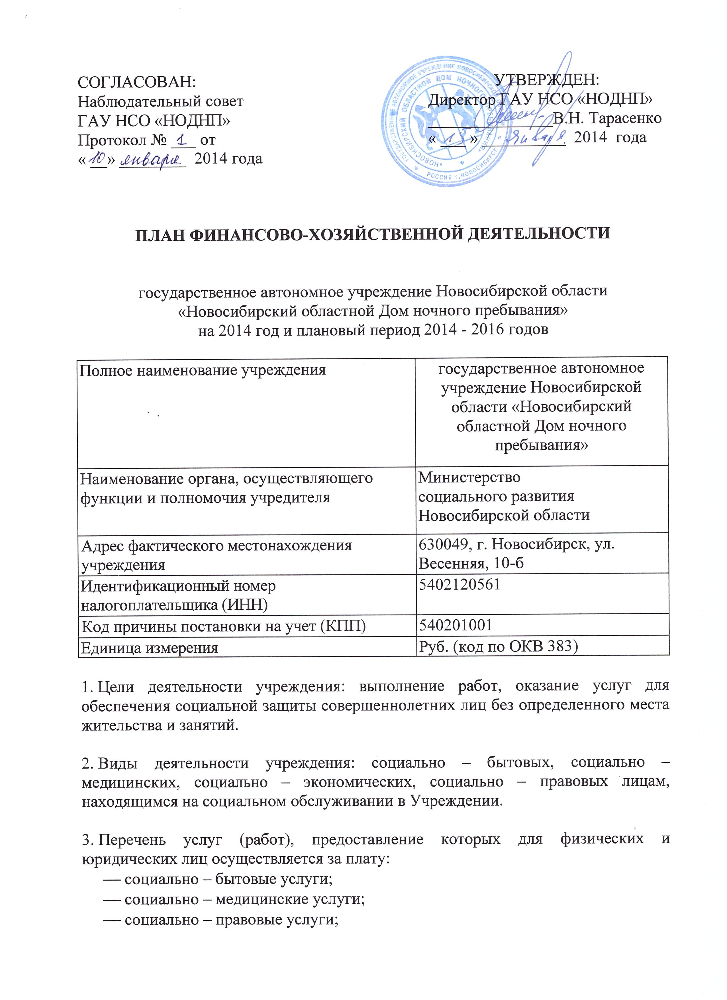 СОГЛАСОВАН:
Наблюдательный совет
ГАУ НСО «НОДНП»
Протокол № 1 от
«10» января 2014 года
УТВЕРЖДЕН:
Директор ГАУ НСО «НОДНП»
В.Н. Тарасенко
« 15 » января 2014 года
ГОСУДАРСТВЕННОЕ АВТОНОМНОЕ УЧРЕЖДЕНИЕ НОВОСИБИРСКОЙ ОБЛАСТИ
«НОВОСИБИРСКИЙ ОБЛАСТНОЙ ДОМ НОЧНОГО ПРЕБЫВАНИЯ»
РОССИЯ г.НОВОСИБИРСК
ПЛАН ФИНАНСОВО-ХОЗЯЙСТВЕННОЙ ДЕЯТЕЛЬНОСТИ
государственное автономное учреждение Новосибирской области
«Новосибирский областной Дом ночного пребывания»
на 2014 год и плановый период 2014 - 2016 годов
Полное наименование учреждения
государственное автономное
учреждение Новосибирской
области «Новосибирский
областной Дом ночного
пребывания»
Наименование органа, осуществляющего
функции и полномочия учредителя
Министерство
социального развития
Новосибирской области
Адрес фактического местонахождения
учреждения
630049, г. Новосибирск, ул.
Весенняя, 10-б
Идентификационный номер
налогоплательщика (ИНН)
5402120561
Код причины постановки на учет (КПП)
540201001
Единица измерения
Руб. (код по ОКВ 383)
1. Цели деятельности учреждения: выполнение работ, оказание услуг для
обеспечения социальной защиты совершеннолетних лиц без определенного места
жительства и занятий.
2. Виды деятельности учреждения: социально – бытовых, социально –
медицинских, социально – экономических, социально – правовых лицам,
находящимся на социальном обслуживании в Учреждении.
3. Перечень услуг (работ), предоставление которых для физических и
юридических лиц осуществляется за плату:
— социально – бытовые услуги;
— социально – медицинские услуги;
— социально – правовые услуги;